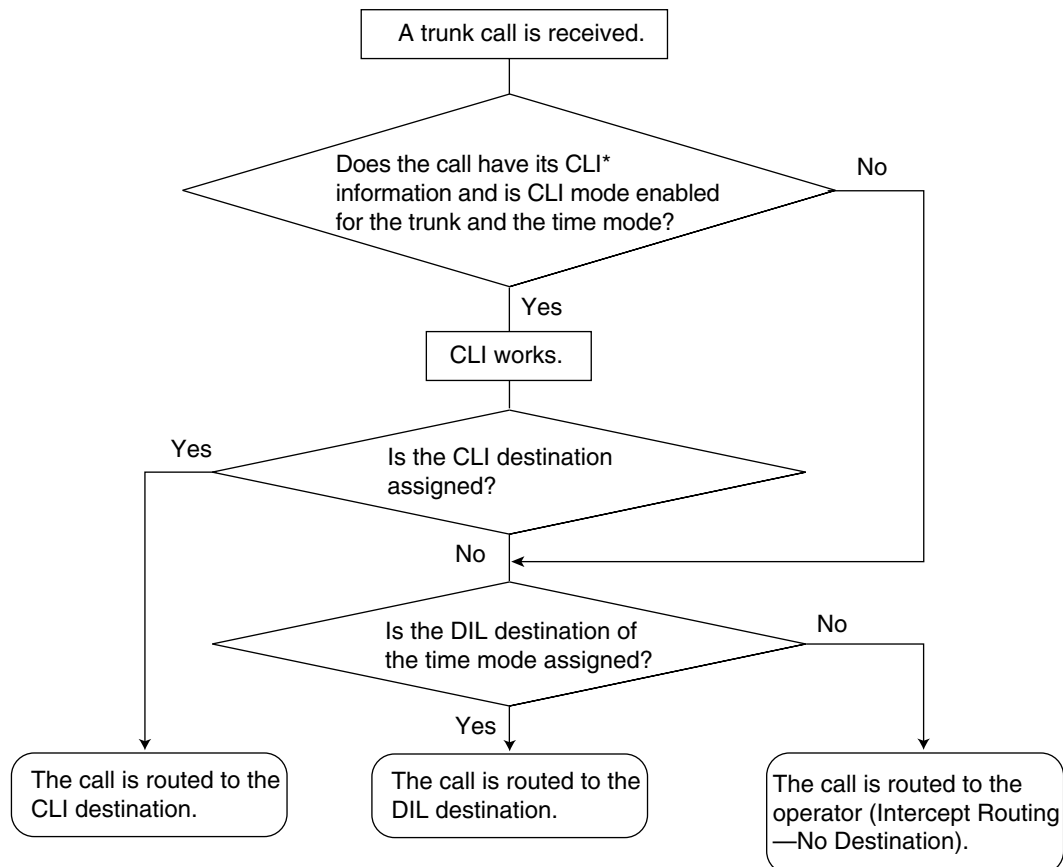 A trunk call is received.
Does the call have its CLI*
information and is CLI mode enabled
for the trunk and the time mode?
No
Yes
CLI works.
Yes
Is the CLI destination
assigned?
No
Is the DIL destination of
the time mode assigned?
No
Yes
The call is routed to the
CLI destination.
The call is routed to the
DIL destination.
The call is routed to the
operator (Intercept Routing
—No Destination).